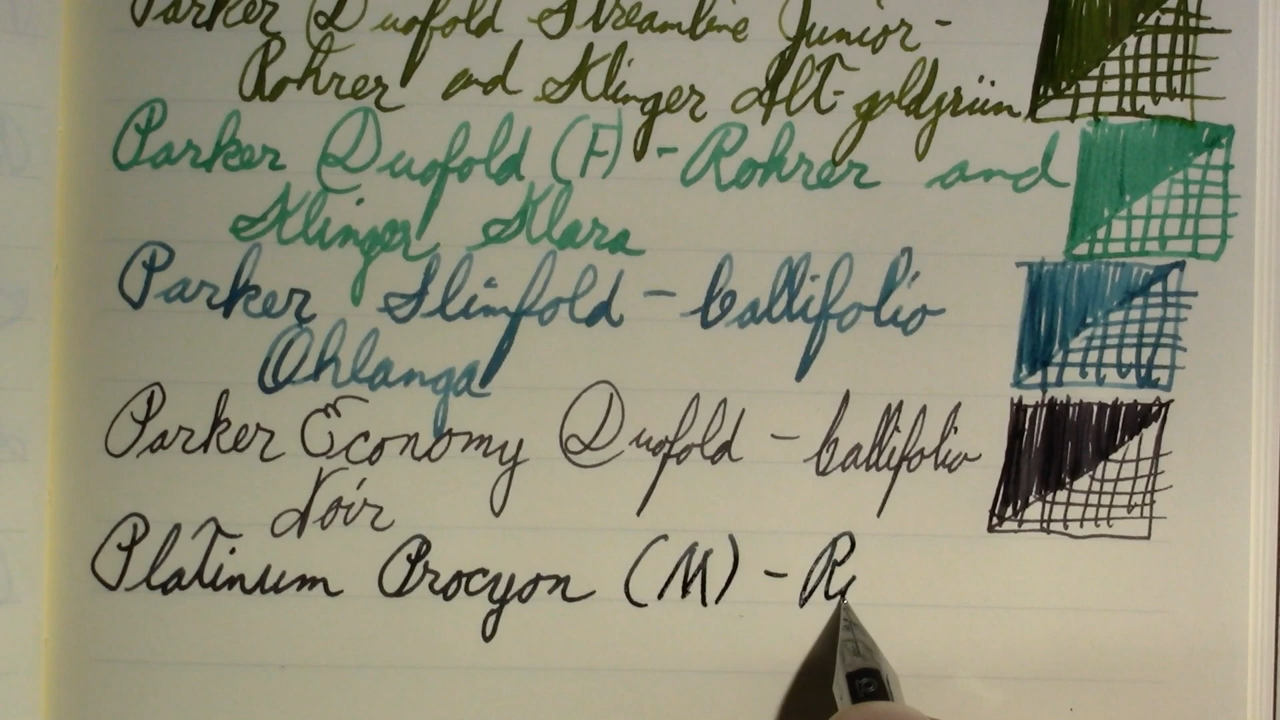 Parker Duofold Streamline Junior -
Rohrer and Klinger Alt-goldgrün
Parker Duofold (F) - Rohrer and
Klinger Klara
Parker Slimfold - Callifolio
Ohlanga
Parker Economy Duofold - Callifolio
Noir
Platinum Procyon (M) - R